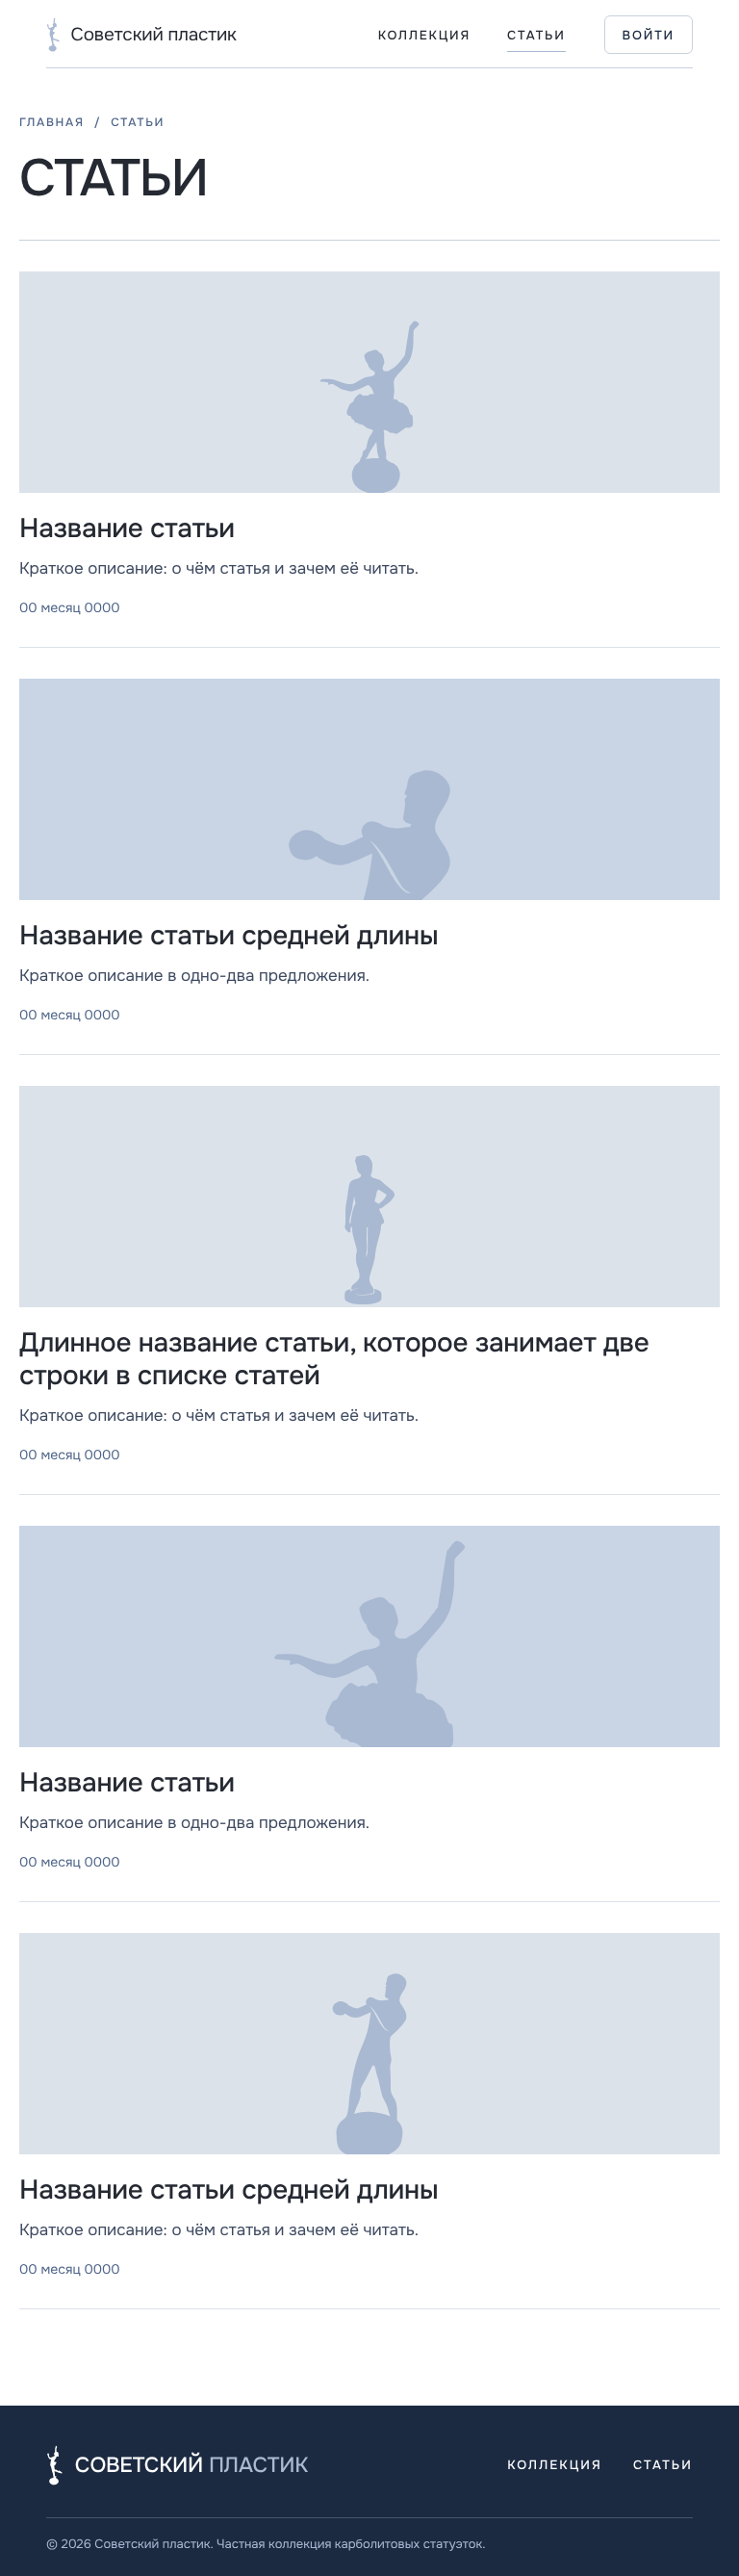 Советский пластик
КОЛЛЕКЦИЯ
СТАТЬИ
ВОЙТИ
ГЛАВНАЯ / СТАТЬИ
СТАТЬИ
Название статьи
Краткое описание: о чём статья и зачем её читать.
00 месяц 0000
Название статьи средней длины
Краткое описание в одно-два предложения.
00 месяц 0000
Длинное название статьи, которое занимает две
строки в списке статей
Краткое описание: о чём статья и зачем её читать.
00 месяц 0000
Название статьи
Краткое описание в одно-два предложения.
00 месяц 0000
Название статьи средней длины
Краткое описание: о чём статья и зачем её читать.
00 месяц 0000
СОВЕТСКИЙ ПЛАСТИК
КОЛЛЕКЦИЯ
СТАТЬИ
© 2026 Советский пластик. Частная коллекция карболитовых статуэток.